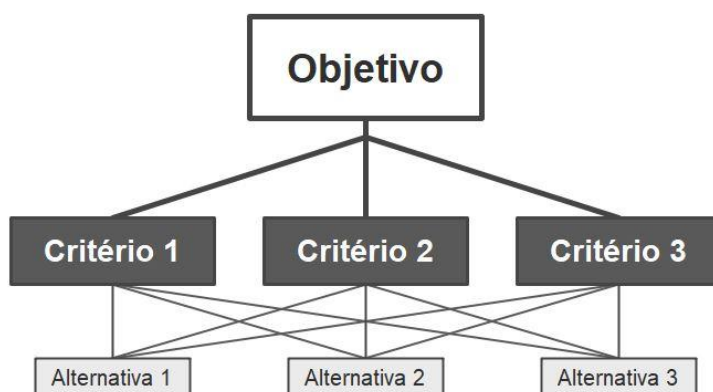 Objetivo
Critério 1 Critério 2 Critério 3
Alternativa 1 Alternativa 2 Alternativa 3